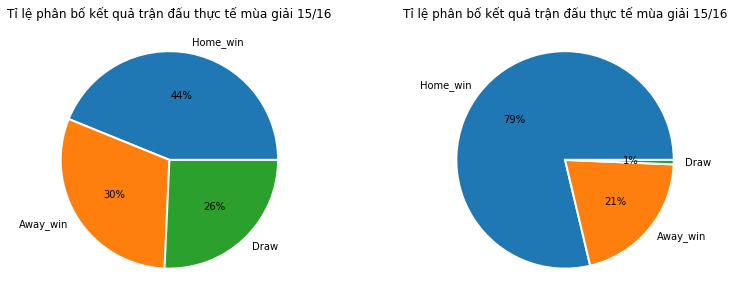 Tỉ lệ phân bố kết quả trận đấu thực tế mùa giải 15/16
Home_win
44%
30%
26%
Away_win
Draw
Tỉ lệ phân bố kết quả trận đấu thực tế mùa giải 15/16
Home_win
79%
1%
Draw
21%
Away_win